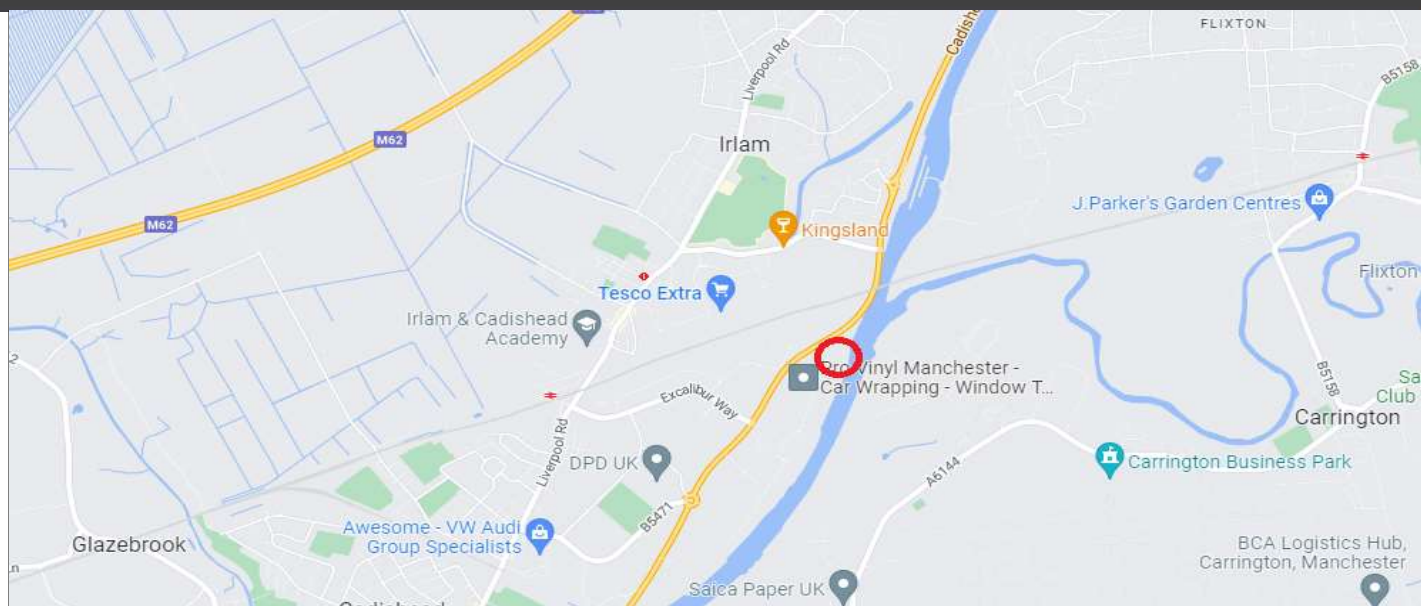 FLIXTON
Liverpool Rd
B5158
M62
Irlam
J.Parker's Garden Centres
M62
Kingsland
Flixton
Tesco Extra
Irlam & Cadishead
Academy
Pro Vinyl Manchester -
Car Wrapping - Window T...
B5158
Sa
Club
Excalibur Way
Carrington
Liverpool Rd
DPD UK
A6144
Carrington Business Park
B5471
Awesome - VW Audi
Group Specialists
Glazebrook
BCA Logistics Hub,
Carrington, Manchester
Saica Paper UK